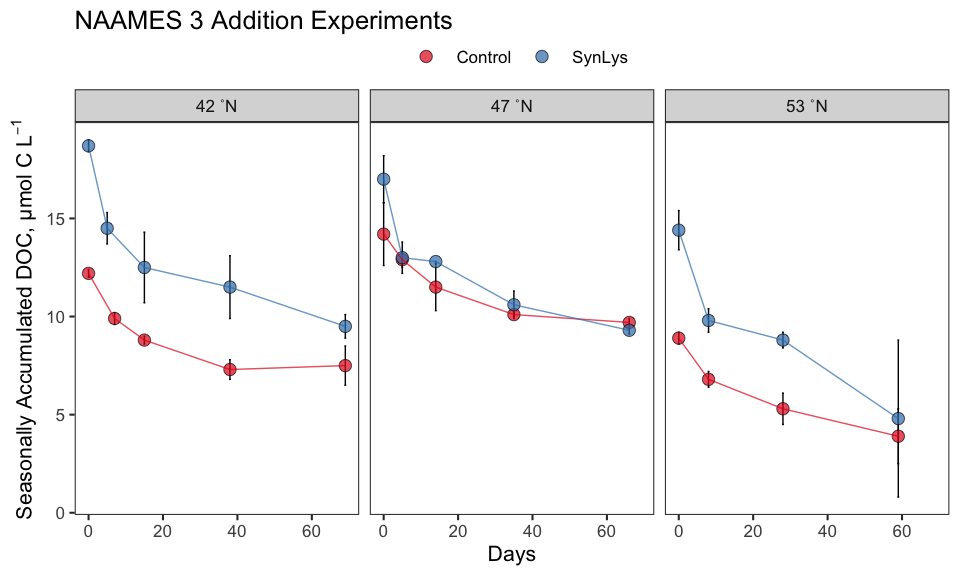 NAAMES 3 Addition Experiments
Control SynLys
42 °N 47 °N 53 °N
Seasonally Accumulated DOC, μmol C L⁻¹
15
10
5
0
0 20 40 60 0 20 40 60 0 20 40 60
Days